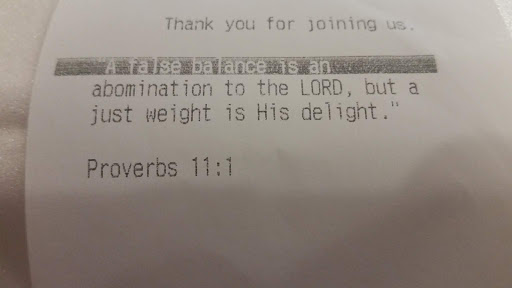 Thank you for joining us.
A false balance is an
abomination to the LORD, but a
just weight is His delight."
Proverbs 11:1